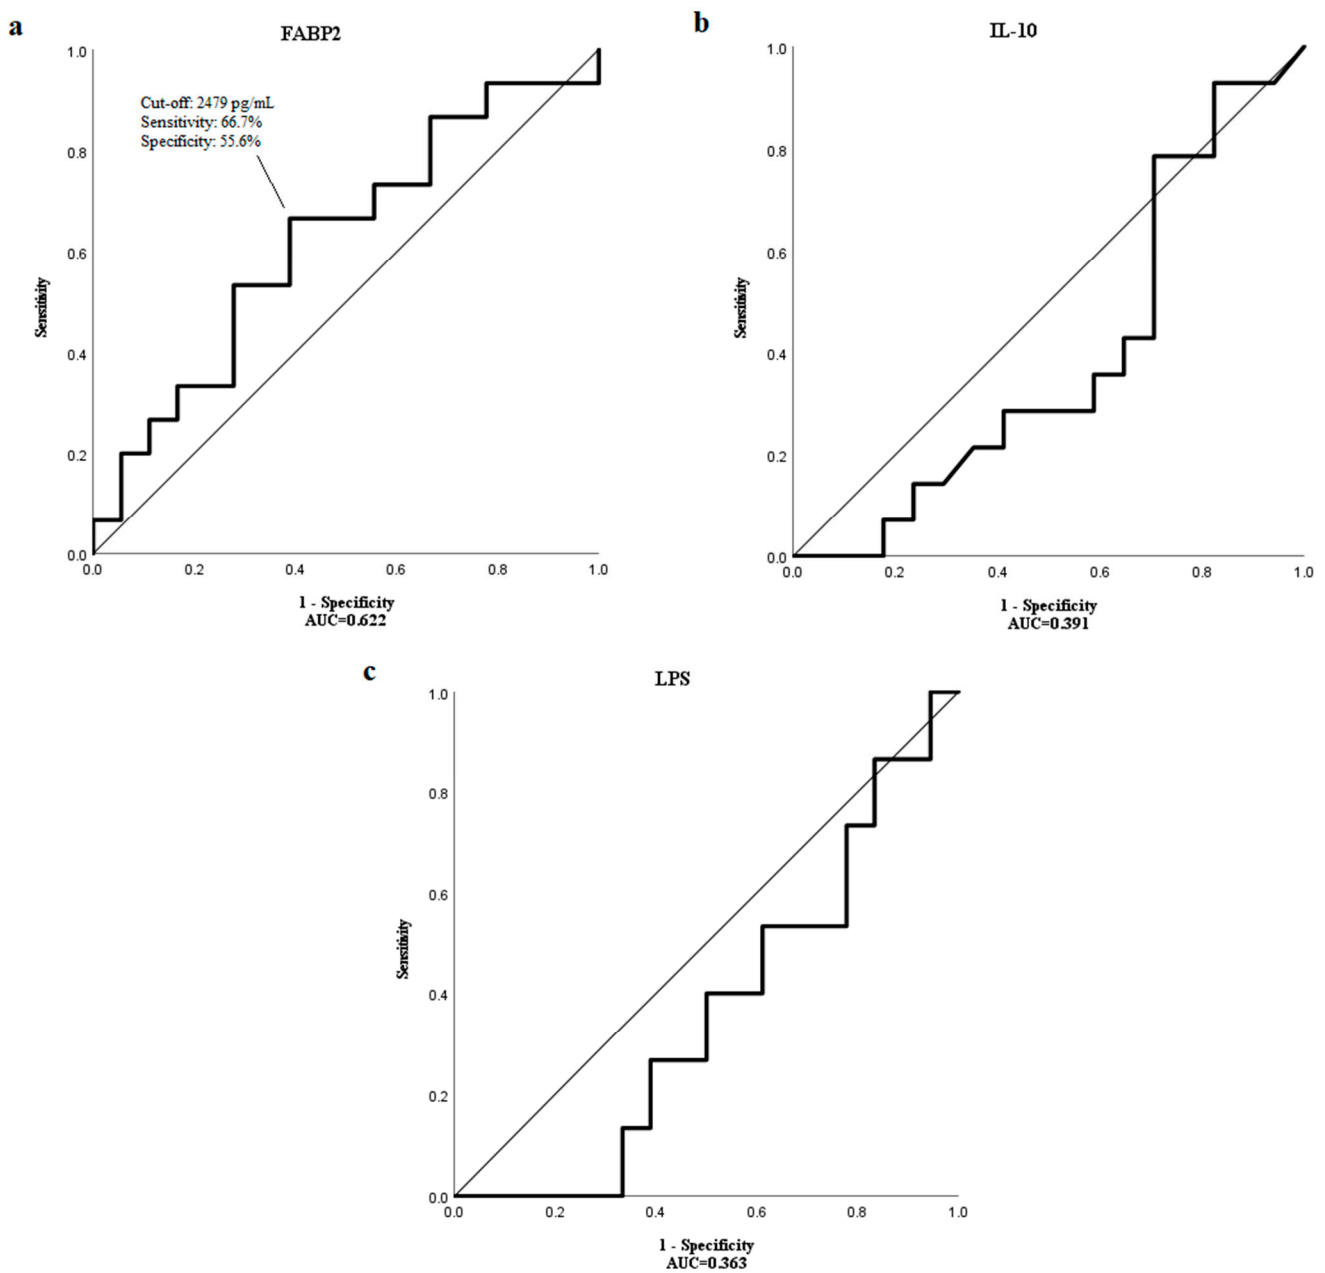 a
FABP2
1.0
Cut-off: 2479 pg/mL
Sensitivity: 66.7%
Specificity: 55.6%
0.8
0.6
Sensitivity
0.4
0.2
0.0
0.0 0.2 0.4 0.6 0.8 1.0
1 - Specificity
AUC=0.622
b
IL-10
1.0
0.8
0.6
Sensitivity
0.4
0.2
0.0
0.0 0.2 0.4 0.6 0.8 1.0
1 - Specificity
AUC=0.391
c
LPS
1.0
0.8
0.6
Sensitivity
0.4
0.2
0.0
0.0 0.2 0.4 0.6 0.8 1.0
1 - Specificity
AUC=0.363